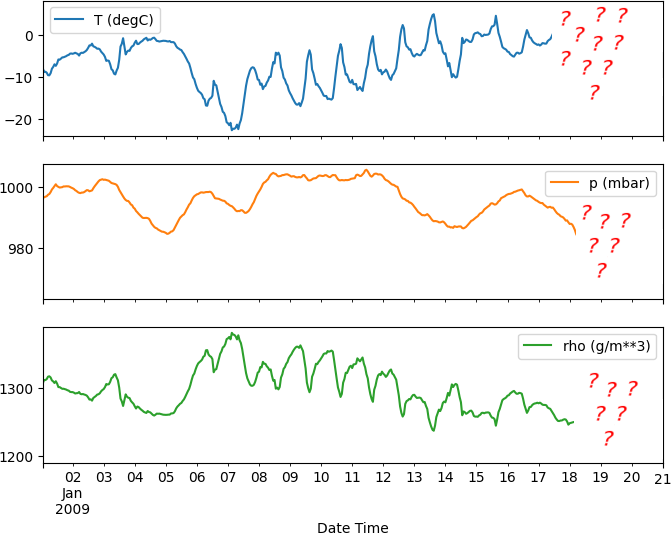 T (degC)
0
−10
−20
? ? ? ? ? ? ? ? ? ?
p (mbar)
1000
980
? ? ? ? ? ?
rho (g/m**3)
1300
1200
? ? ? ? ? ?
02 03 04 05 06 07 08 09 10 11 12 13 14 15 16 17 18 19 20 21
Jan
2009
Date Time